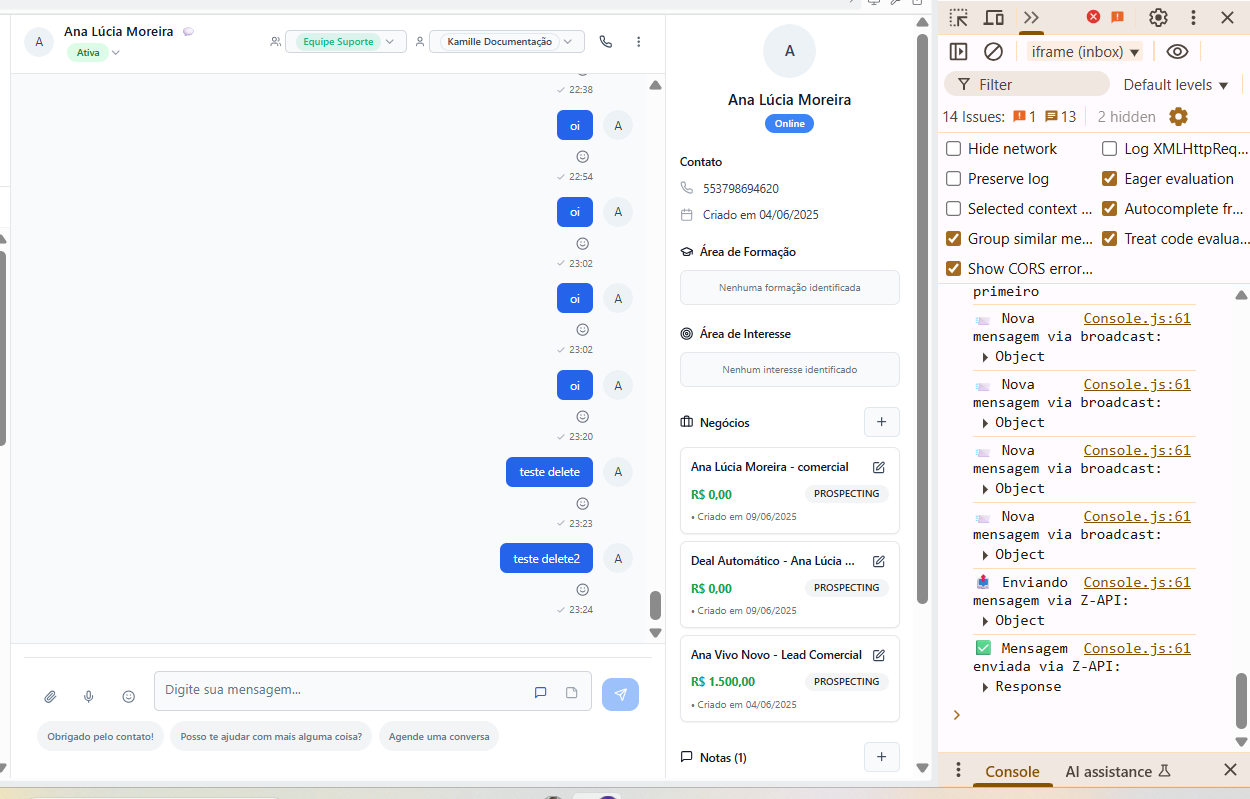 A
Ana Lúcia Moreira
Ativa
Equipe Suporte
Kamille Documentação
22:38
oi
A
22:54
oi
A
23:02
oi
A
23:02
oi
A
23:20
teste delete
A
23:23
teste delete2
A
23:24
Digite sua mensagem...
Obrigado pelo contato!
Posso te ajudar com mais alguma coisa?
Agende uma conversa
A
Ana Lúcia Moreira
Online
Contato
553798694620
Criado em 04/06/2025
Área de Formação
Nenhuma formação identificada
Área de Interesse
Nenhum interesse identificado
Negócios
+
Ana Lúcia Moreira - comercial
R$ 0,00
PROSPECTING
• Criado em 09/06/2025
Deal Automático - Ana Lúcia ...
R$ 0,00
PROSPECTING
• Criado em 09/06/2025
Ana Vivo Novo - Lead Comercial
R$ 1.500,00
PROSPECTING
• Criado em 04/06/2025
Notas (1)
+
iframe (inbox)
Filter
Default levels
14 Issues: 1 13
2 hidden
Hide network
Log XMLHttpReq...
Preserve log
Eager evaluation
Selected context ...
Autocomplete fr...
Group similar me...
Treat code evalua...
Show CORS error...
primeiro
Nova Console.js:61
mensagem via broadcast:
Object
Nova Console.js:61
mensagem via broadcast:
Object
Nova Console.js:61
mensagem via broadcast:
Object
Nova Console.js:61
mensagem via broadcast:
Object
Enviando Console.js:61
mensagem via Z-API:
Object
Mensagem Console.js:61
enviada via Z-API:
Response
Console
AI assistance